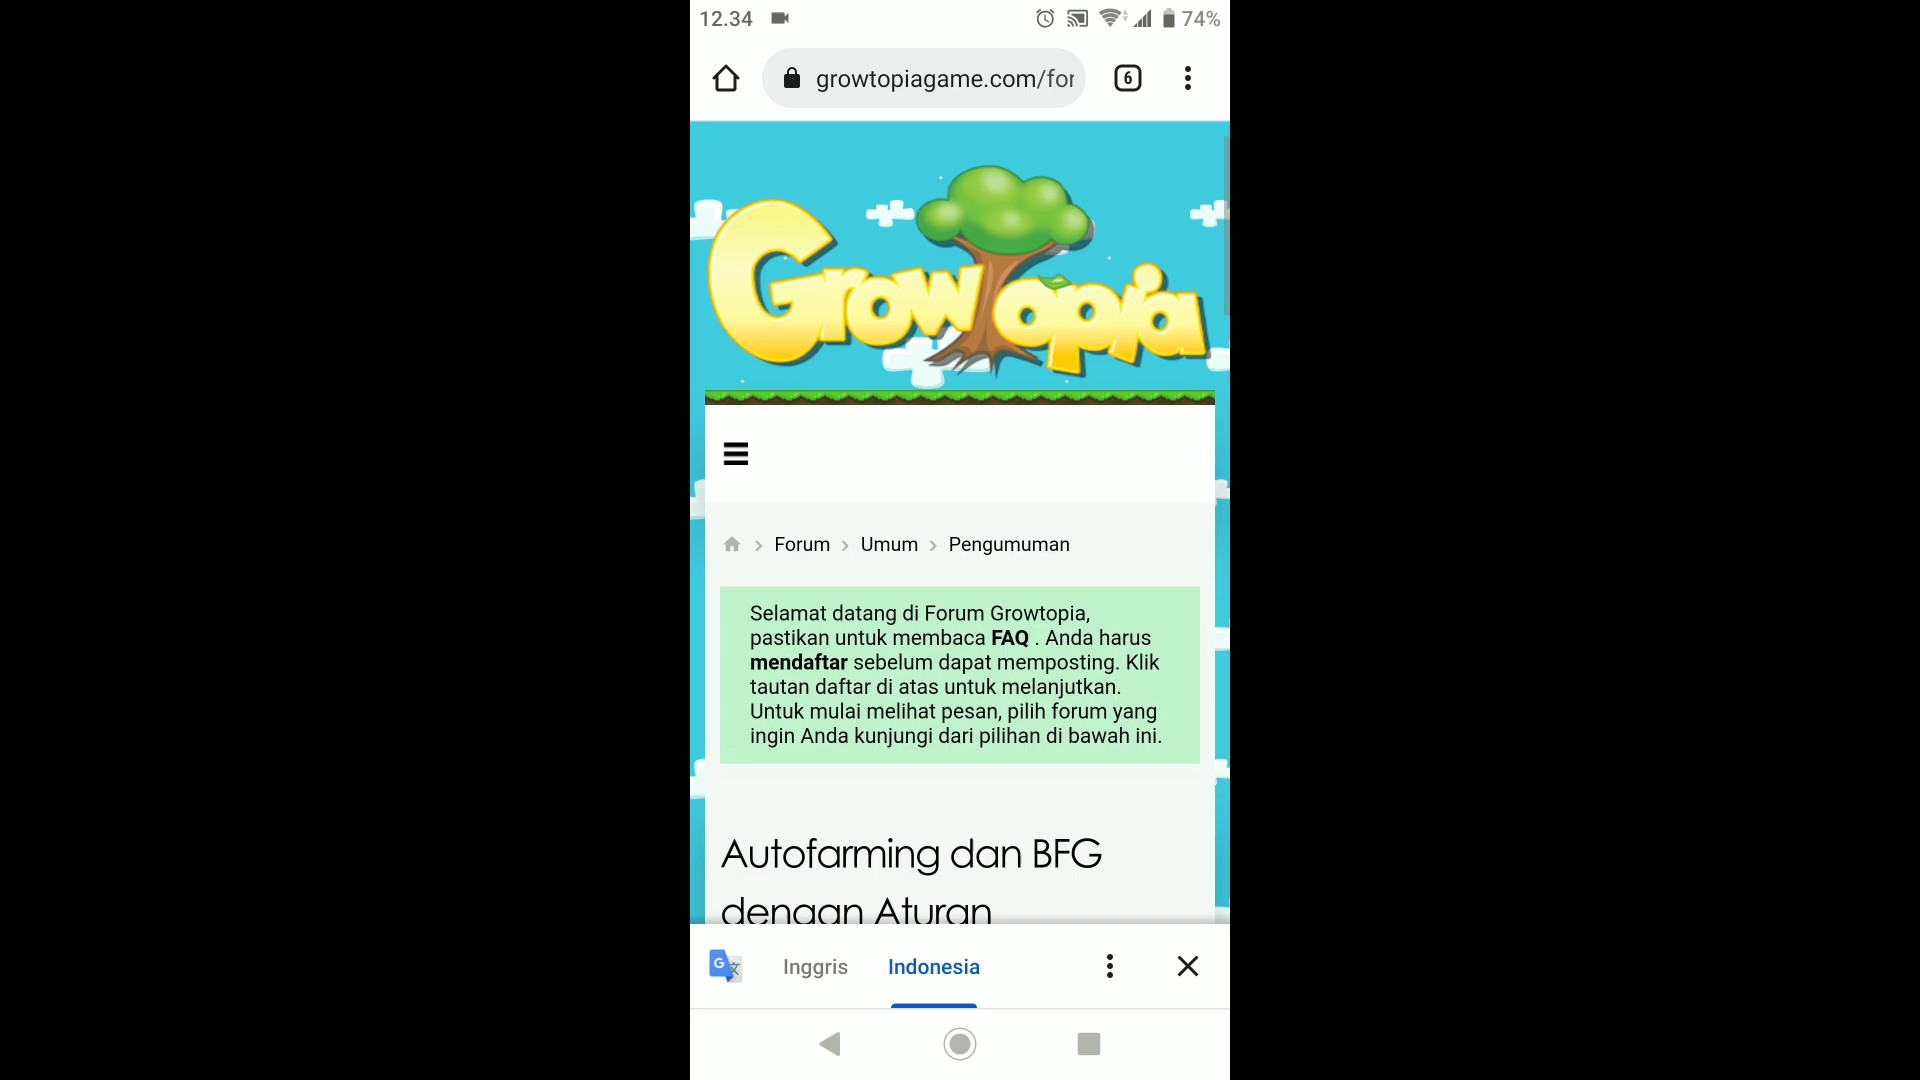 12.34
74%
growtopiagame.com/for
6
Growtopia
Forum > Umum > Pengumuman
Selamat datang di Forum Growtopia,
pastikan untuk membaca FAQ . Anda harus
mendaftar sebelum dapat memposting. Klik
tautan daftar di atas untuk melanjutkan.
Untuk mulai melihat pesan, pilih forum yang
ingin Anda kunjungi dari pilihan di bawah ini.
Autofarming dan BFG
dengan Aturan
G 文
Inggris Indonesia